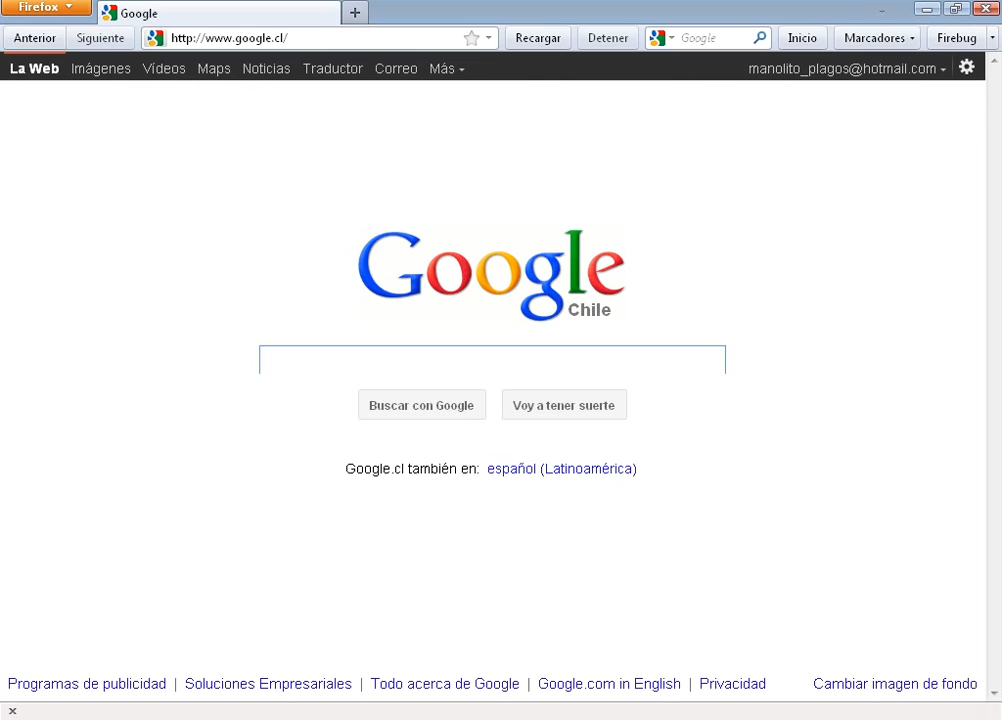 Firefox
Google
Anterior Siguiente http://www.google.cl/ Recargar Detener Google Inicio Marcadores Firebug
La Web Imágenes Vídeos Maps Noticias Traductor Correo Más manolito_plagos@hotmail.com
Google
Chile
Buscar con Google Voy a tener suerte
Google.cl también en: español (Latinoamérica)
Programas de publicidad | Soluciones Empresariales | Todo acerca de Google | Google.com in English | Privacidad Cambiar imagen de fondo